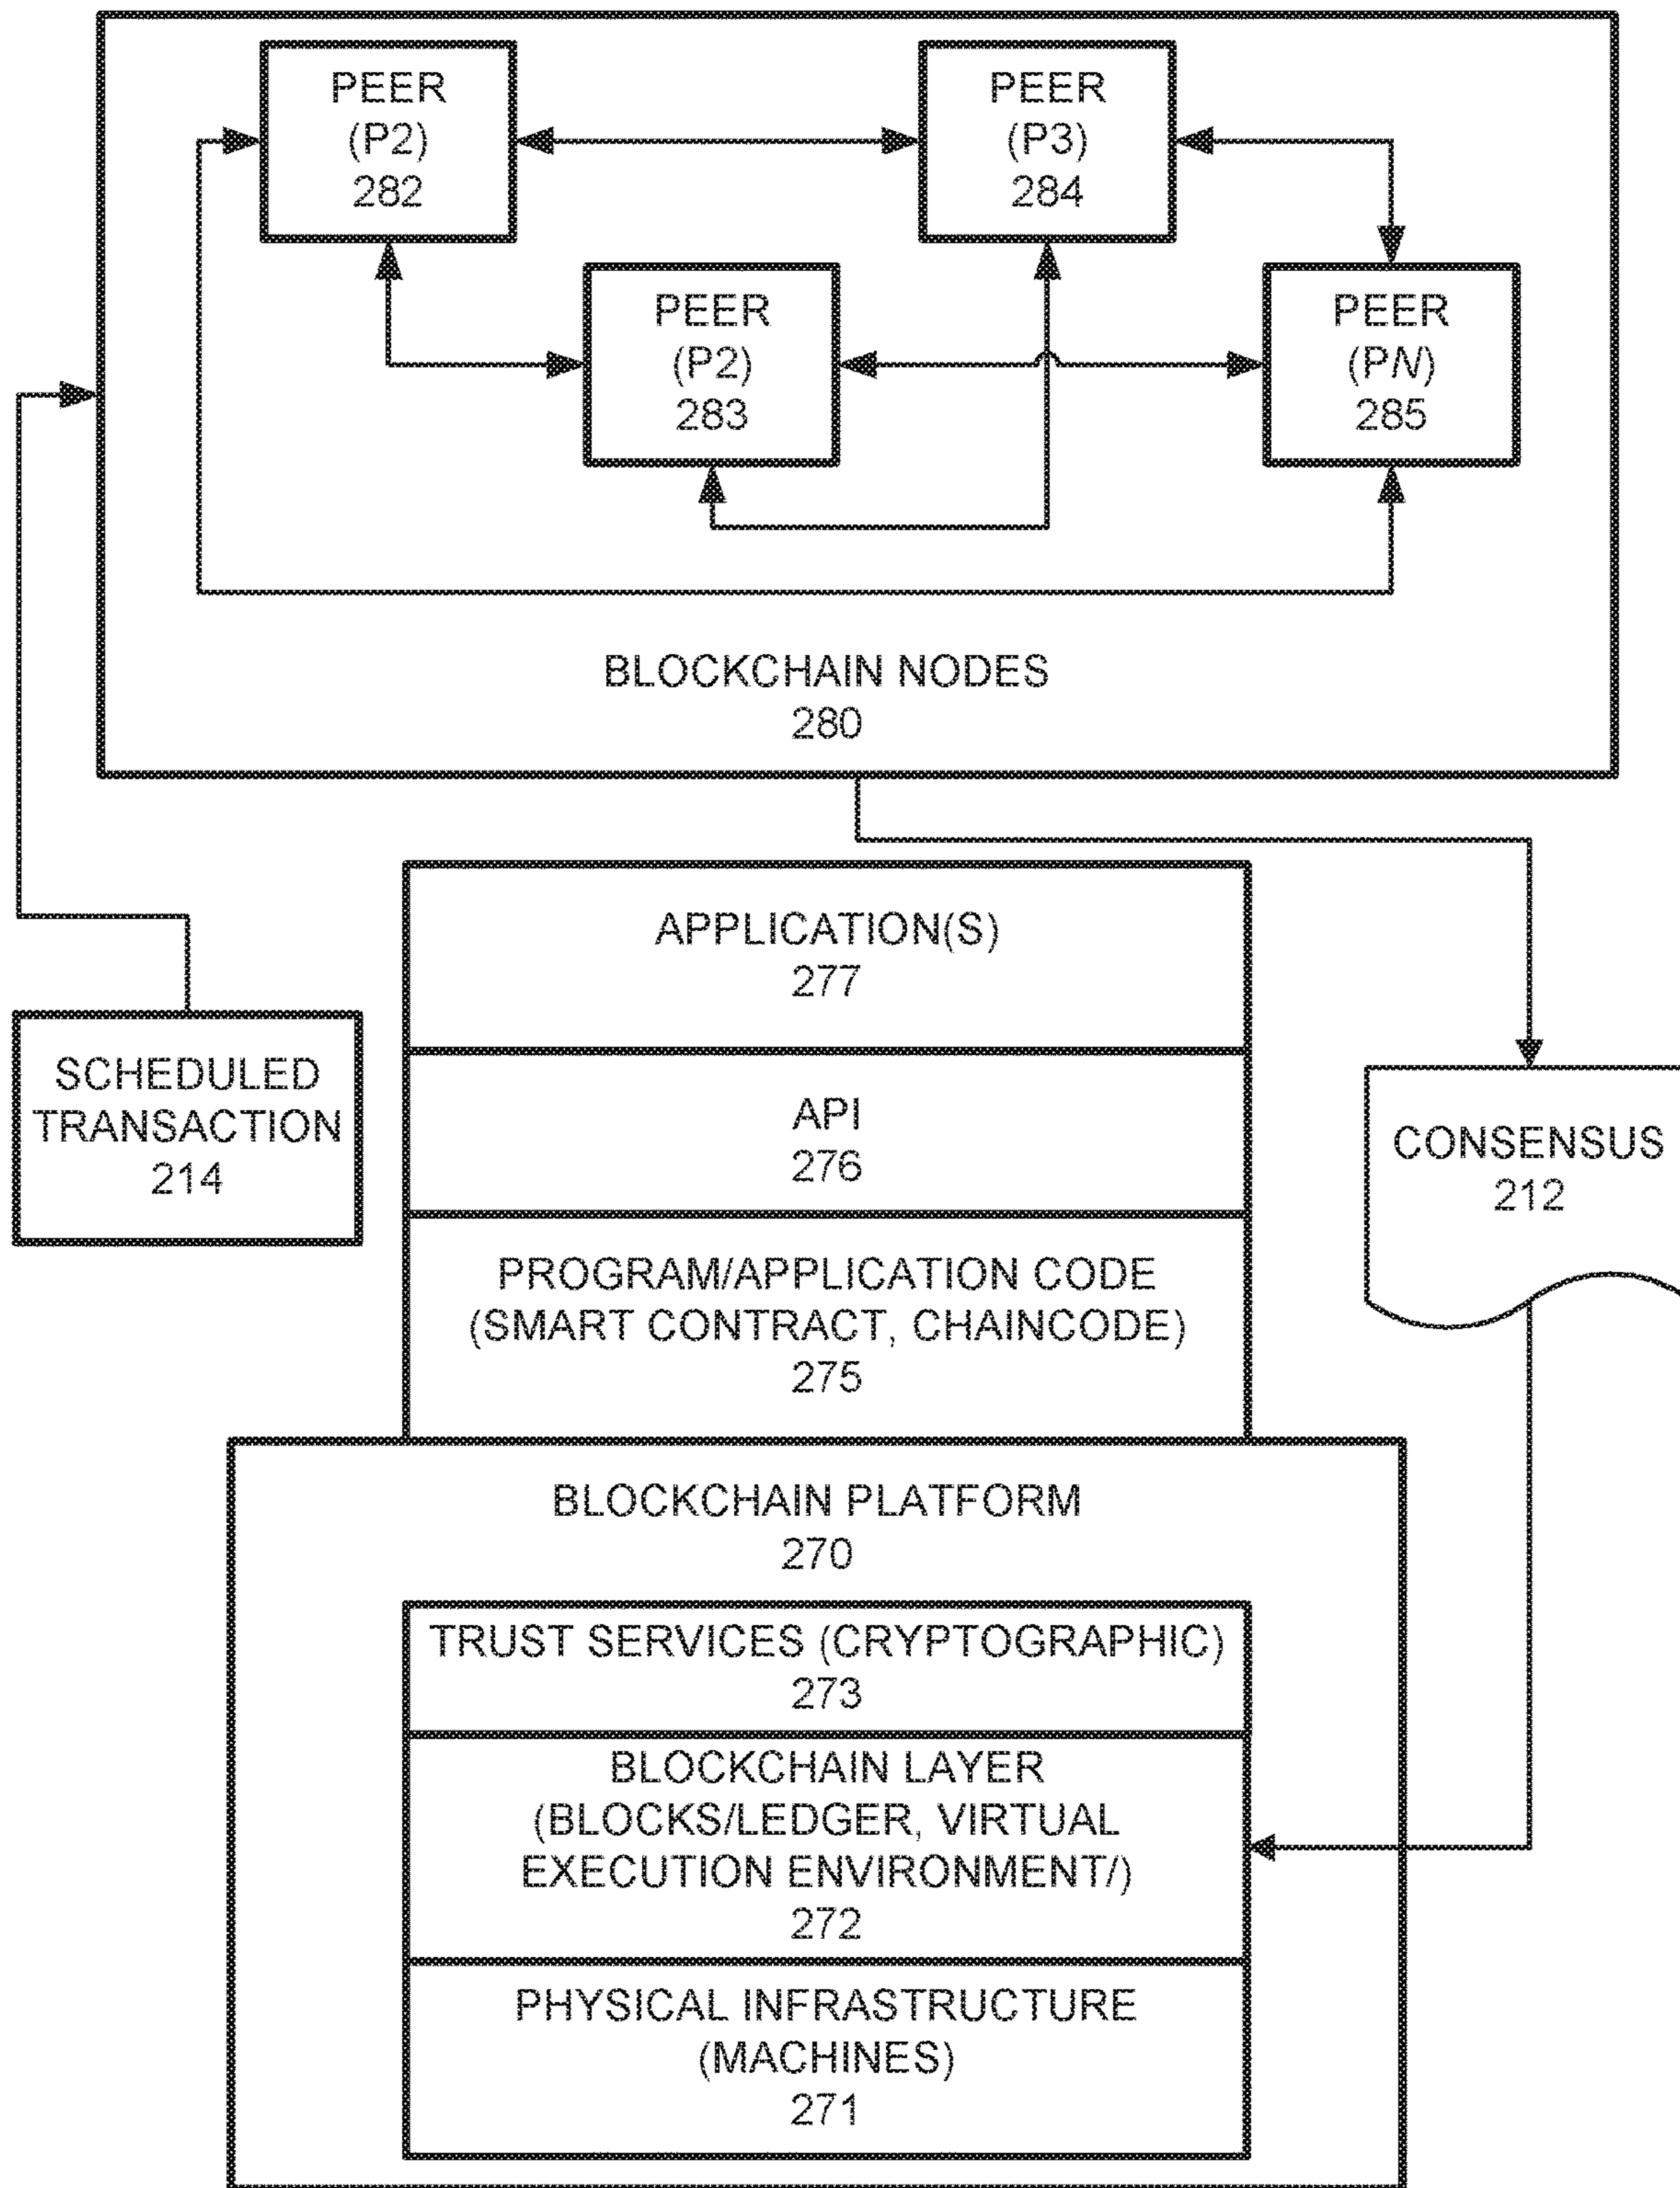 PEER
(P2)
282
PEER
(P3)
284
PEER
(P2)
283
PEER
(PN)
285
BLOCKCHAIN NODES
280
APPLICATION(S)
277
SCHEDULED
TRANSACTION
214
API
276
CONSENSUS
212
PROGRAM/APPLICATION CODE
(SMART CONTRACT, CHAINCODE)
275
BLOCKCHAIN PLATFORM
270
TRUST SERVICES (CRYPTOGRAPHIC)
273
BLOCKCHAIN LAYER
(BLOCKS/LEDGER, VIRTUAL
EXECUTION ENVIRONMENT/)
272
PHYSICAL INFRASTRUCTURE
(MACHINES)
271